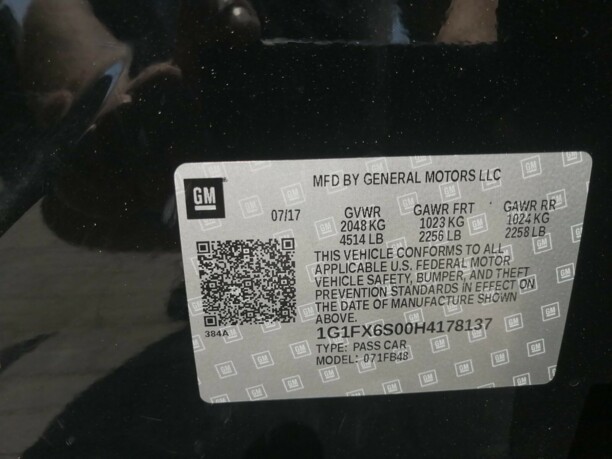 GM
MFD BY GENERAL MOTORS LLC
07/17 GVWR GAWR FRT GAWR RR
2048 KG 1023 KG 1024 KG
4514 LB 2256 LB 2258 LB
THIS VEHICLE CONFORMS TO ALL
APPLICABLE U.S. FEDERAL MOTOR
VEHICLE SAFETY, BUMPER, AND THEFT
PREVENTION STANDARDS IN EFFECT ON
THE DATE OF MANUFACTURE SHOWN
ABOVE.
384A
1G1FX6S00H4178137
TYPE: PASS CAR
MODEL: 071FB48